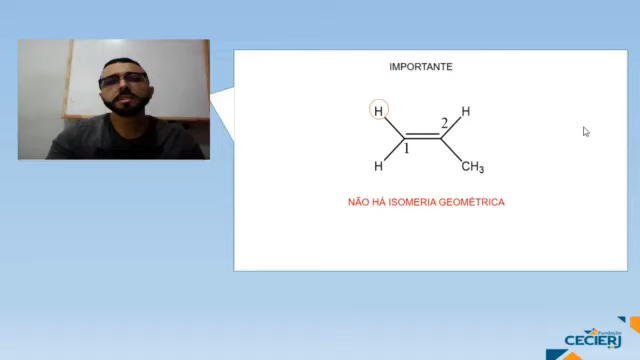 IMPORTANTE
H
H
2
1
H
CH3
NÃO HÁ ISOMERIA GEOMÉTRICA
Fundação
CECIERJ